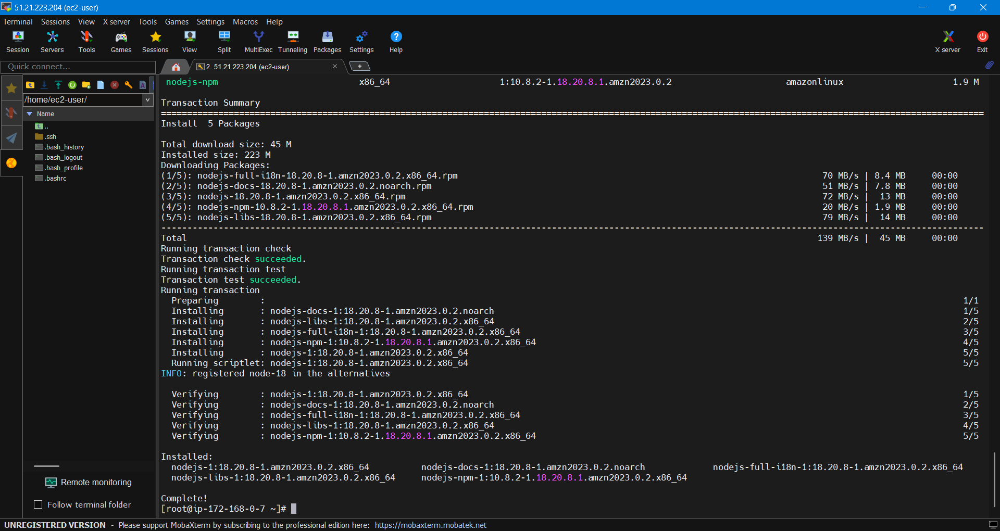 51.21.223.204 (ec2-user)
Terminal Sessions View X server Tools Games Settings Macros Help
Session Servers Tools Games Sessions View Split MultiExec Tunneling Packages Settings Help X server Exit
Quick connect...
2. 51.21.223.204 (ec2-user)
/home/ec2-user/
Name
..
.ssh
.bash_history
.bash_logout
.bash_profile
.bashrc
Remote monitoring
Follow terminal folder
nodejs-npm x86_64 1:10.8.2-1.18.20.8.1.amzn2023.0.2 amazonlinux 1.9 M
Transaction Summary
Install 5 Packages
Total download size: 45 M
Installed size: 223 M
Downloading Packages:
(1/5): nodejs-full-i18n-18.20.8-1.amzn2023.0.2.x86_64.rpm 70 MB/s | 8.4 MB 00:00
(2/5): nodejs-docs-18.20.8-1.amzn2023.0.2.noarch.rpm 51 MB/s | 7.8 MB 00:00
(3/5): nodejs-18.20.8-1.amzn2023.0.2.x86_64.rpm 72 MB/s | 13 MB 00:00
(4/5): nodejs-npm-10.8.2-1.18.20.8.1.amzn2023.0.2.x86_64.rpm 20 MB/s | 1.9 MB 00:00
(5/5): nodejs-libs-18.20.8-1.amzn2023.0.2.x86_64.rpm 79 MB/s | 14 MB 00:00
Total 139 MB/s | 45 MB 00:00
Running transaction check
Transaction check succeeded.
Running transaction test
Transaction test succeeded.
Running transaction
Preparing : 1/1
Installing : nodejs-docs-1:18.20.8-1.amzn2023.0.2.noarch 1/5
Installing : nodejs-libs-1:18.20.8-1.amzn2023.0.2.x86_64 2/5
Installing : nodejs-full-i18n-1:18.20.8-1.amzn2023.0.2.x86_64 3/5
Installing : nodejs-npm-1:10.8.2-1.18.20.8.1.amzn2023.0.2.x86_64 4/5
Installing : nodejs-1:18.20.8-1.amzn2023.0.2.x86_64 5/5
Running scriptlet: nodejs-1:18.20.8-1.amzn2023.0.2.x86_64 5/5
INFO: registered node-18 in the alternatives
Verifying : nodejs-1:18.20.8-1.amzn2023.0.2.x86_64 1/5
Verifying : nodejs-docs-1:18.20.8-1.amzn2023.0.2.noarch 2/5
Verifying : nodejs-full-i18n-1:18.20.8-1.amzn2023.0.2.x86_64 3/5
Verifying : nodejs-libs-1:18.20.8-1.amzn2023.0.2.x86_64 4/5
Verifying : nodejs-npm-1:10.8.2-1.18.20.8.1.amzn2023.0.2.x86_64 5/5
Installed:
nodejs-1:18.20.8-1.amzn2023.0.2.x86_64 nodejs-docs-1:18.20.8-1.amzn2023.0.2.noarch nodejs-full-i18n-1:18.20.8-1.amzn2023.0.2.x86_64
nodejs-libs-1:18.20.8-1.amzn2023.0.2.x86_64 nodejs-npm-1:10.8.2-1.18.20.8.1.amzn2023.0.2.x86_64
Complete!
[root@ip-172-168-0-7 ~]#
UNREGISTERED VERSION - Please support MobaXterm by subscribing to the professional edition here: https://mobaxterm.mobatek.net